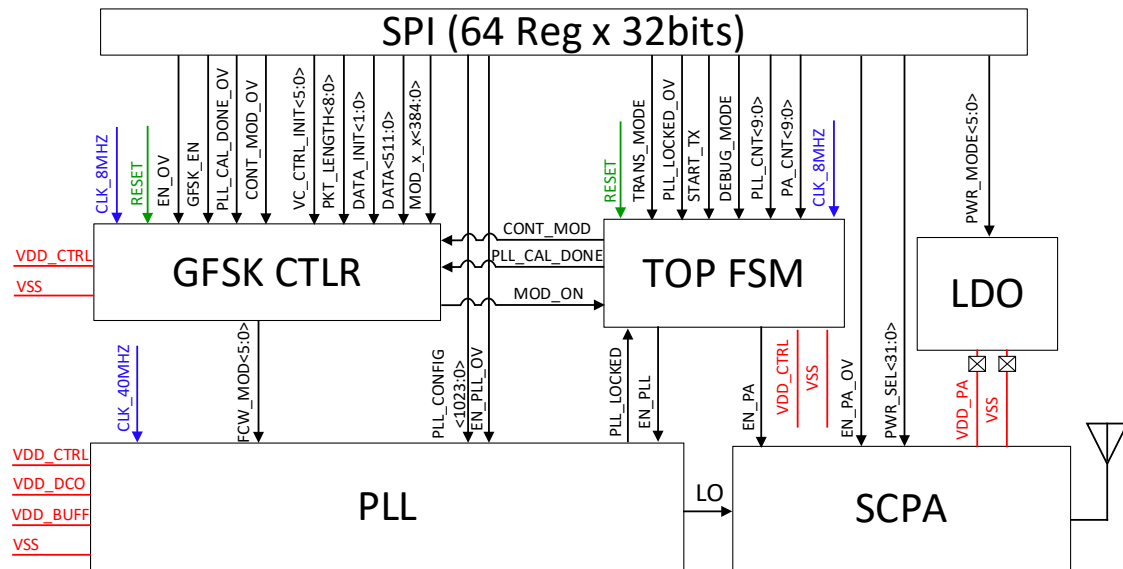 SPI (64 Reg x 32bits)
CLK_8MHZ
RESET
EN_OV
GFSK_EN
PLL_CAL_DONE_OV
CONT_MOD_OV
VC_CTRL_INIT<5:0>
PKT_LENGTH<8:0>
DATA_INIT<1:0>
DATA<511:0>
MOD_x_x<384:0>
RESET
TRANS_MODE
PLL_LOCKED_OV
START_TX
DEBUG_MODE
PLL_CNT<9:0>
PA_CNT<9:0>
CLK_8MHZ
PWR_MODE<5:0>
VDD_CTRL
VSS
GFSK CTLR
CONT_MOD
PLL_CAL_DONE
MOD_ON
TOP FSM
LDO
CLK_40MHZ
FCW_MOD<5:0>
PLL_CONFIG
<1023:0>
EN_PLL_OV
PLL_LOCKED
EN_PLL
EN_PA
VDD_CTRL
VSS
EN_PA_OV
PWR_SEL<31:0>
VDD_PA
VSS
VDD_CTRL
VDD_DCO
VDD_BUFF
VSS
PLL
LO
SCPA